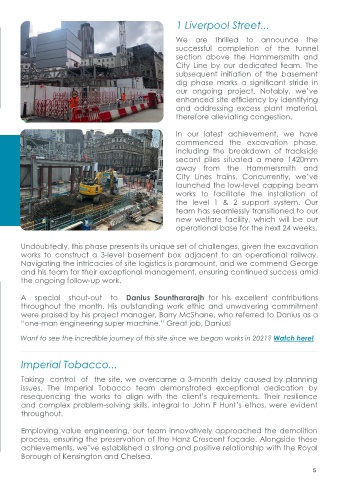 1 Liverpool Street...
We are thrilled to announce the
successful completion of the tunnel
section above the Hammersmith and
City Line by our dedicated team. The
subsequent initiation of the basement
dig phase marks a significant stride in
our ongoing project. Notably, we've
enhanced site efficiency by identifying
and addressing excess plant material,
therefore alleviating congestion.
In our latest achievement, we have
commenced the excavation phase,
including the breakdown of trackside
secant piles situated a mere 1420mm
away from the Hammersmith and
City Lines trains. Concurrently, we've
launched the low-level capping beam
works to facilitate the installation of
the level 1 & 2 support system. Our
team has seamlessly transitioned to our
new welfare facility, which will be our
operational base for the next 24 weeks.
Undoubtedly, this phase presents its unique set of challenges, given the excavation
works to construct a 3-level basement box adjacent to an operational railway.
Navigating the intricacies of site logistics is paramount, and we commend George
and his team for their exceptional management, ensuring continued success amid
the ongoing follow-up work.
A special shout-out to Danius Sounthararajh for his excellent contributions
throughout the month. His outstanding work ethic and unwavering commitment
were praised by his project manager, Barry McShane, who referred to Danius as a
"one-man engineering super machine." Great job, Danius!
Want to see the incredible journey of this site since we began works in 2021? Watch here!
Imperial Tobacco...
Taking control of the site, we overcame a 3-month delay caused by planning
issues. The Imperial Tobacco team demonstrated exceptional dedication by
resequencing the works to align with the client's requirements. Their resilience
and complex problem-solving skills, integral to John F Hunt's ethos, were evident
throughout.
Employing value engineering, our team innovatively approached the demolition
process, ensuring the preservation of the Hanz Crescent façade. Alongside these
achievements, we've established a strong and positive relationship with the Royal
Borough of Kensington and Chelsea.
5